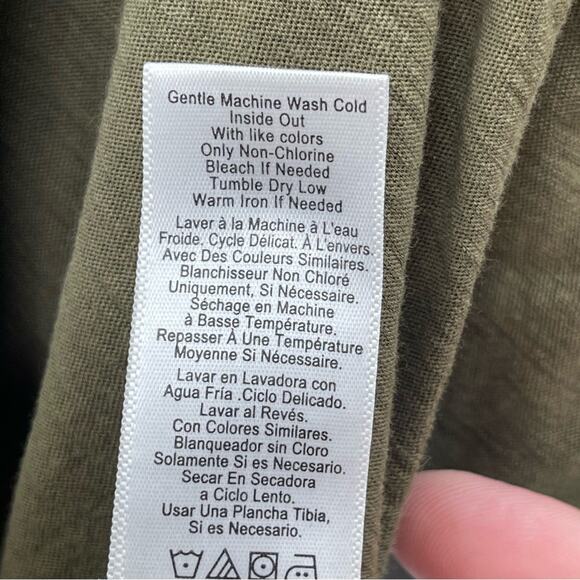 Gentle Machine Wash Cold
Inside Out
With like colors
Only Non-Chlorine
Bleach If Needed
Tumble Dry Low
Warm Iron If Needed
Laver à la Machine à L'eau
Froide, Cycle Délicat. À L'envers.
Avec Des Couleurs Similaires.
Blanchisseur Non Chloré
Uniquement, Si Nécessaire.
Séchage en Machine
à Basse Température.
Repasser À Une Température
Moyenne Si Nécessaire.
Lavar en Lavadora con
Agua Fría .Ciclo Delicado.
Lavar al Revés.
Con Colores Similares.
Blanqueador sin Cloro
Solamente Si es Necesario.
Secar En Secadora
a Ciclo Lento.
Usar Una Plancha Tibia,
Si es Necesario.